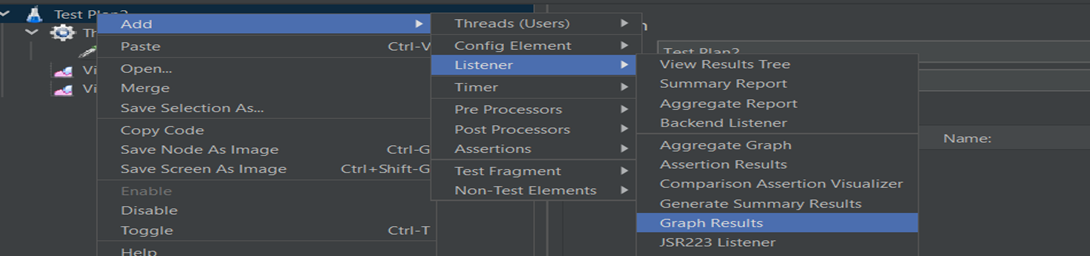 Test Plan2
Add
Paste Ctrl-V
Open...
Merge
Save Selection As...
Copy Code
Save Node As Image Ctrl-G
Save Screen As Image Ctrl+Shift-G
Enable
Disable
Toggle Ctrl-T
Help
Threads (Users)
Config Element
Listener
Timer
Pre Processors
Post Processors
Assertions
Test Fragment
Non-Test Elements
Test Plan2
View Results Tree
Summary Report
Aggregate Report
Backend Listener
Aggregate Graph
Assertion Results
Comparison Assertion Visualizer
Generate Summary Results
Graph Results
JSR223 Listener
Name: